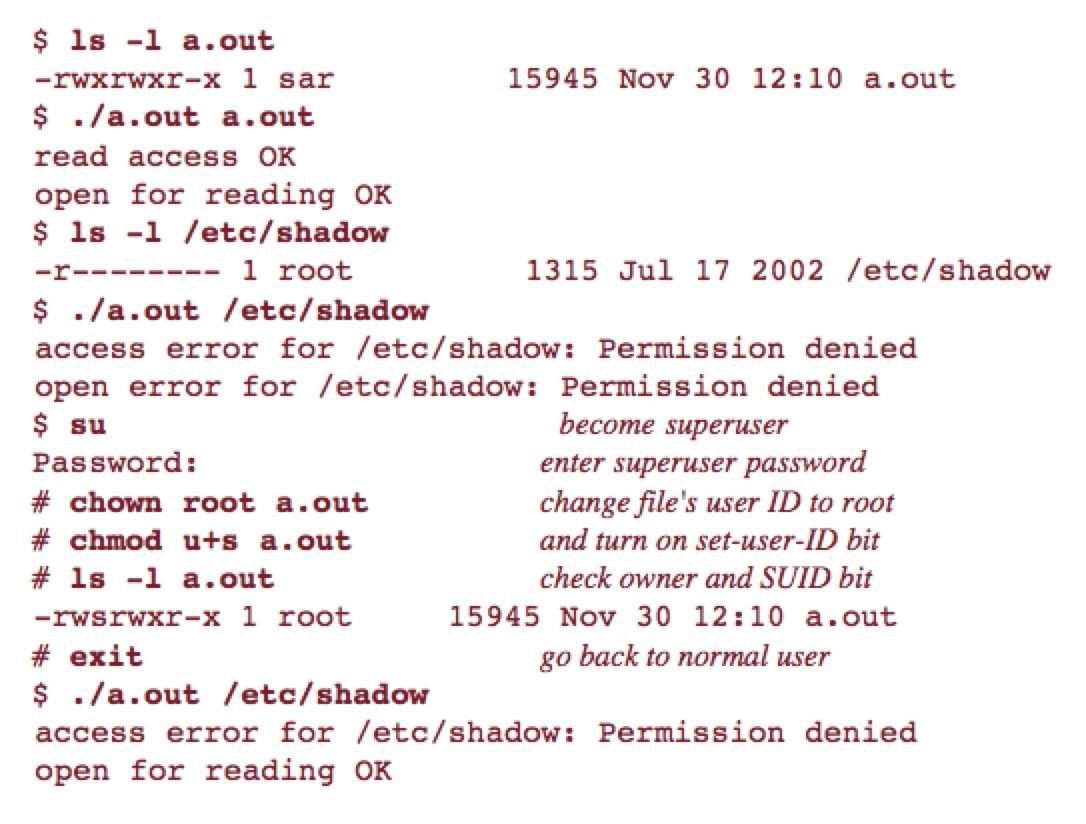 $ ls -l a.out
-rwxrwxr-x 1 sar 15945 Nov 30 12:10 a.out
$ ./a.out a.out
read access OK
open for reading OK
$ ls -l /etc/shadow
-r-------- 1 root 1315 Jul 17 2002 /etc/shadow
$ ./a.out /etc/shadow
access error for /etc/shadow: Permission denied
open error for /etc/shadow: Permission denied
$ su become superuser
Password: enter superuser password
# chown root a.out change file's user ID to root
# chmod u+s a.out and turn on set-user-ID bit
# ls -l a.out check owner and SUID bit
-rwsrwxr-x 1 root 15945 Nov 30 12:10 a.out
# exit go back to normal user
$ ./a.out /etc/shadow
access error for /etc/shadow: Permission denied
open for reading OK